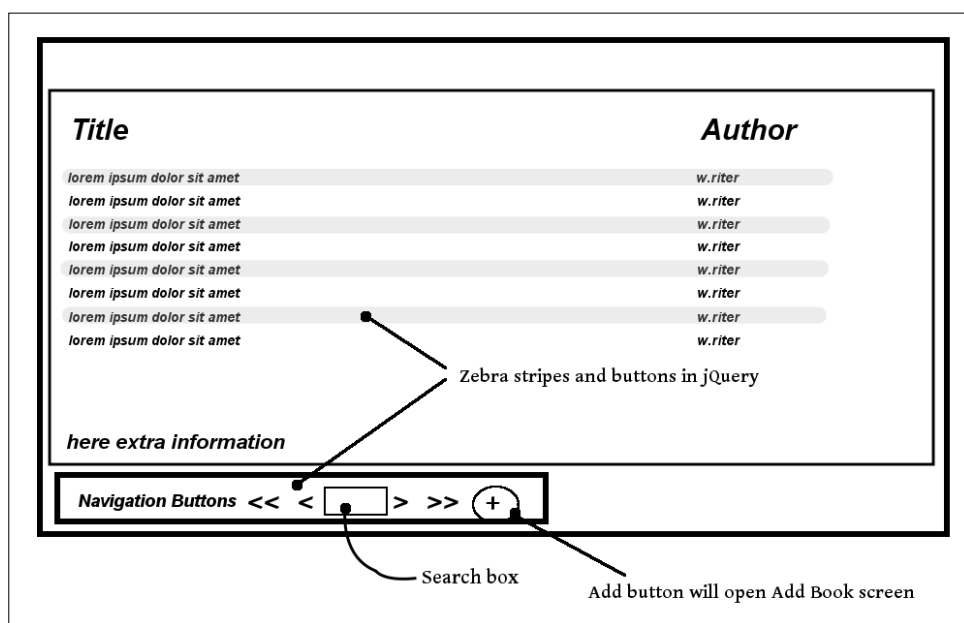 Title Author
lorem ipsum dolor sit amet w.riter
lorem ipsum dolor sit amet w.riter
lorem ipsum dolor sit amet w.riter
lorem ipsum dolor sit amet w.riter
lorem ipsum dolor sit amet w.riter
lorem ipsum dolor sit amet w.riter
lorem ipsum dolor sit amet w.riter
lorem ipsum dolor sit amet w.riter
Zebra stripes and buttons in jQuery
here extra information
Navigation Buttons << < > >> +
Search box
Add button will open Add Book screen